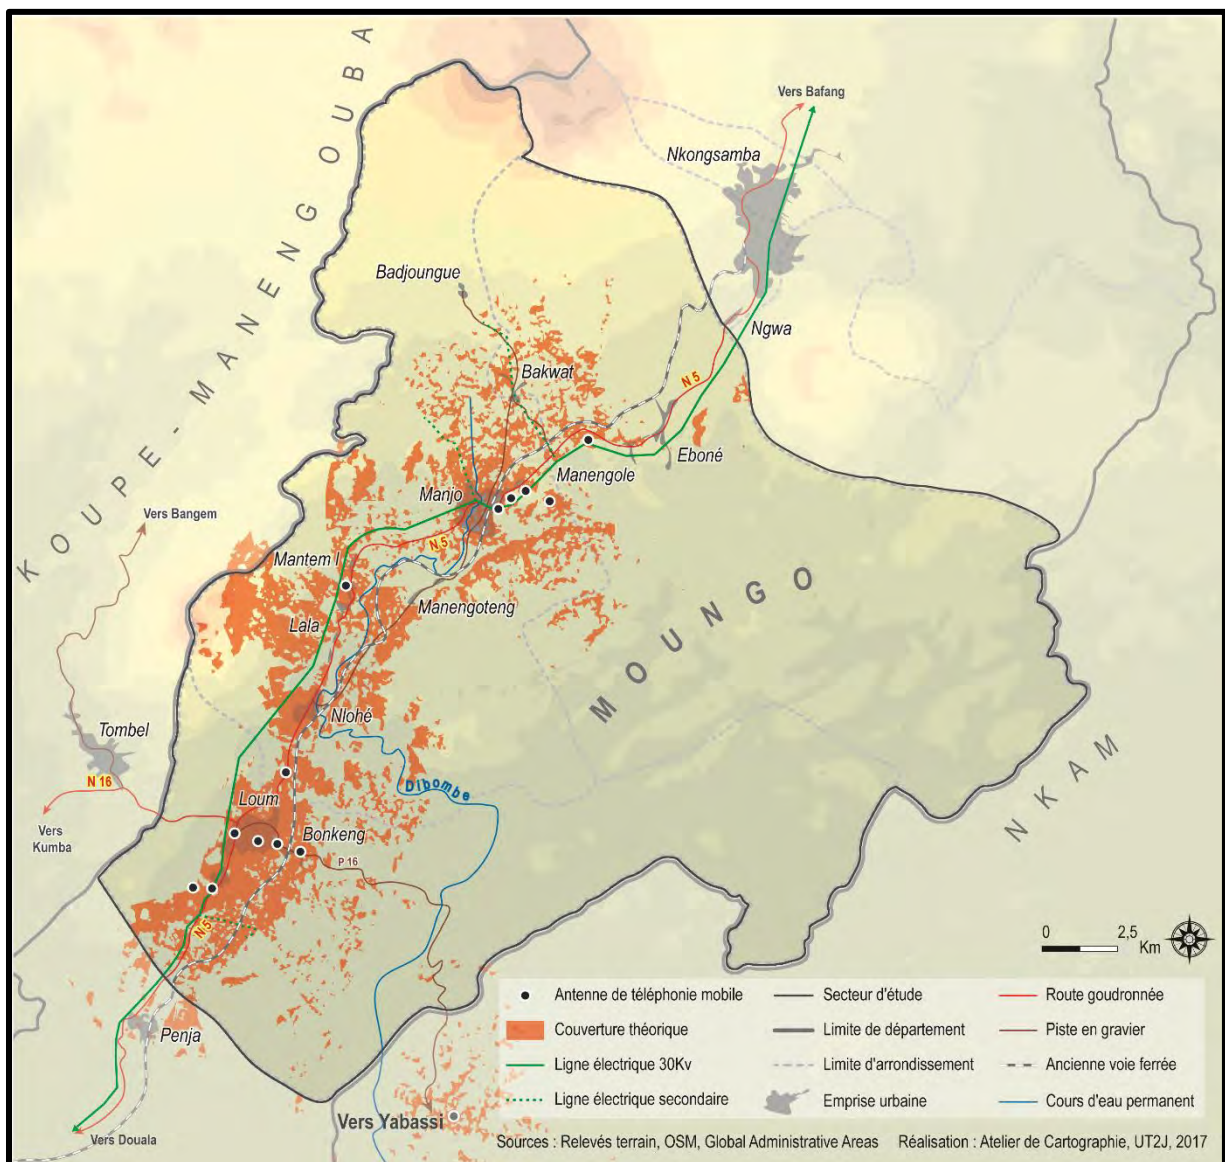 KOUPE-MANENGOUBA
Vers Bafang
Nkongsamba
Badjoungue
Ngwa
Bakwat
N 5
Eboné
Manengole
Manjo
Vers Bangem
N 5
Mantem I
MOUNGO
Manengoteng
Lala
Nlohé
Tombel
N 16
Dibombe
NKAM
Loum
Vers
Kumba
Bonkeng
P 16
N 5
0 2,5
Km
Penja
Vers Yabassi
Vers Douala
Antenne de téléphonie mobile
Couverture théorique
Ligne électrique 30Kv
Ligne électrique secondaire
Secteur d'étude
Limite de département
Limite d'arrondissement
Emprise urbaine
Route goudronnée
Piste en gravier
Ancienne voie ferrée
Cours d'eau permanent
Sources : Relevés terrain, OSM, Global Administrative Areas Réalisation : Atelier de Cartographie, UT2J, 2017